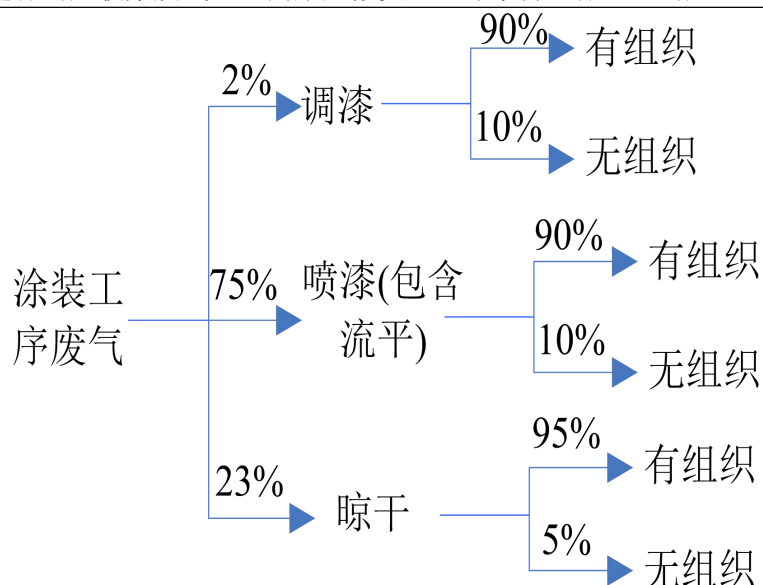 90%
有组织
2%
调漆
10%
无组织
90%
有组织
涂装工
序废气
75%
喷漆(包含
流平)
10%
无组织
95%
有组织
23%
晾干
5%
无组织